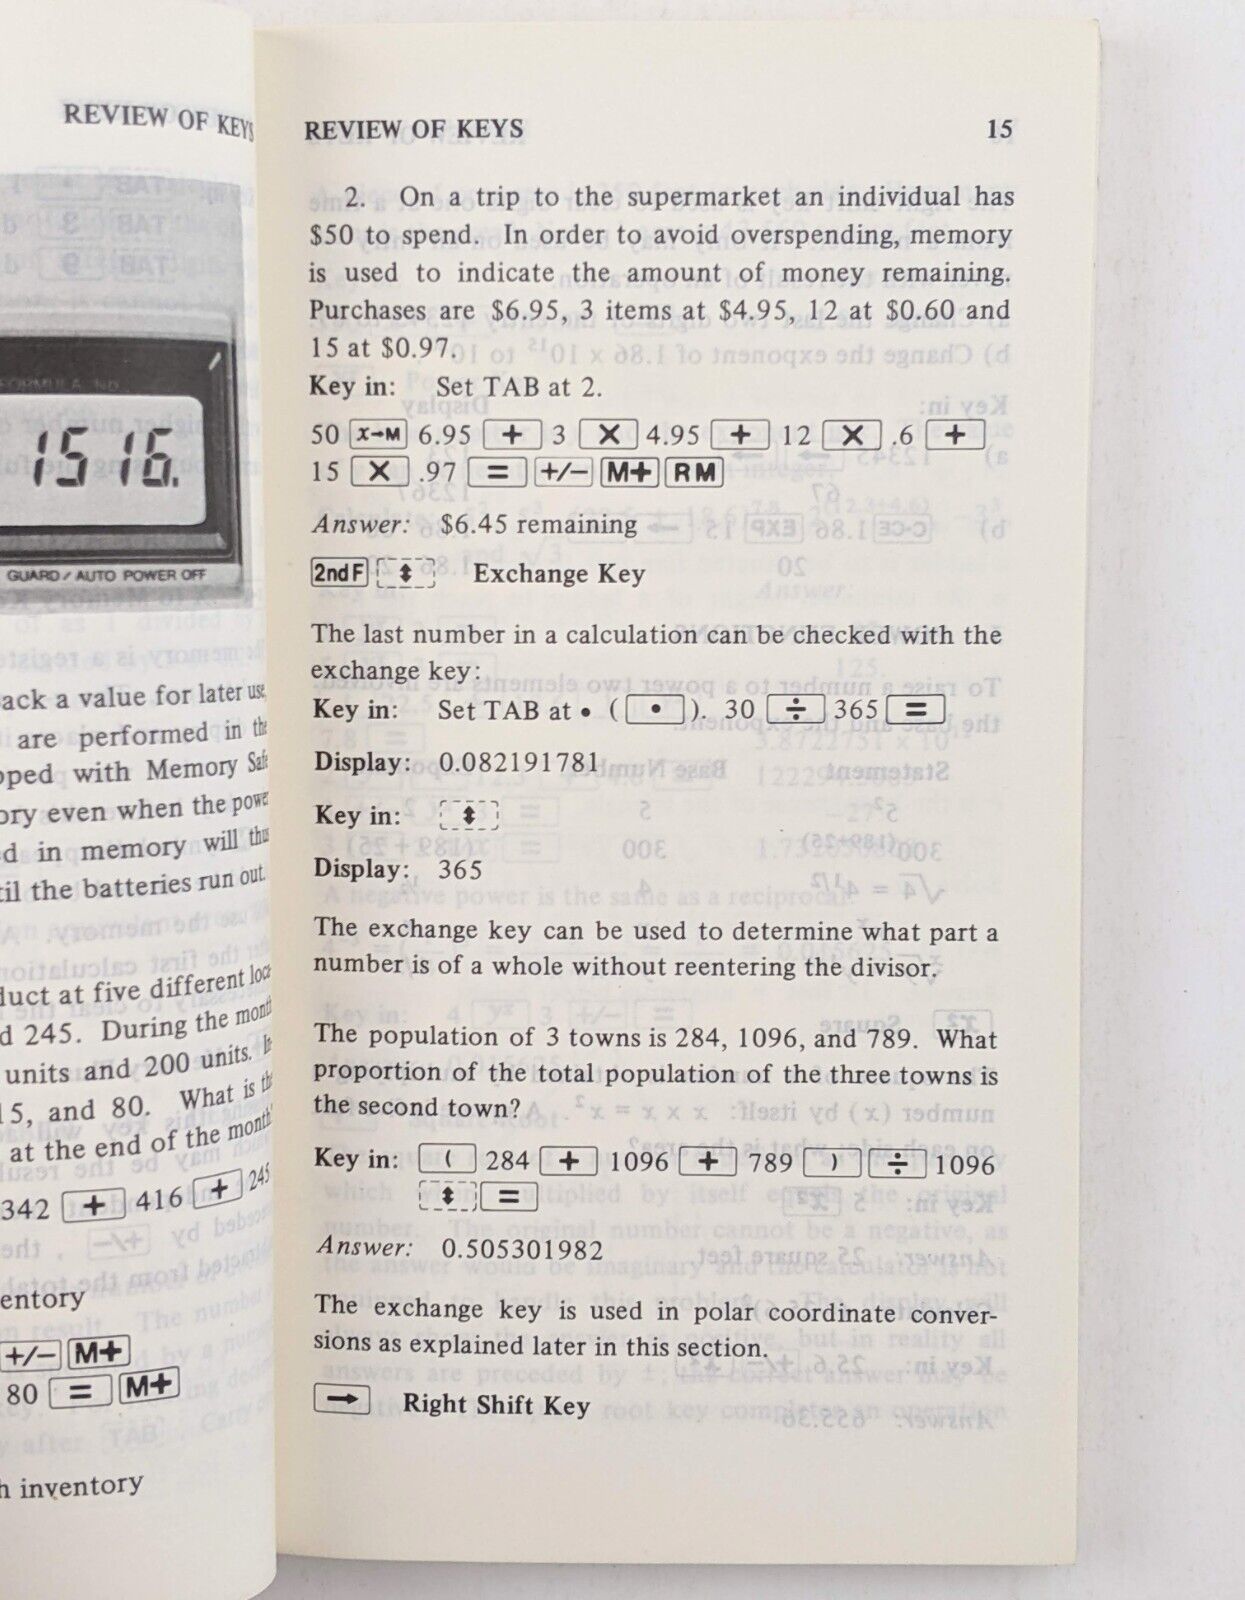 REVIEW OF KEYS
FORMULA
1516.
GUARD / AUTO POWER OFF
ack a value for later use,
are performed in the
pped with Memory Safe
ory even when the power
d in memory will thus
til the batteries run out.
duct at five different loca
d 245. During the month
units and 200 units. In
15, and 80. What is the
at the end of the month?
342 + 416 + 245
entory
+/− M+
80 = M+
h inventory
REVIEW OF KEYS 15
2. On a trip to the supermarket an individual has
$50 to spend. In order to avoid overspending, memory
is used to indicate the amount of money remaining.
Purchases are $6.95, 3 items at $4.95, 12 at $0.60 and
15 at $0.97.
Key in: Set TAB at 2.
50 x→M 6.95 + 3 × 4.95 + 12 × .6 +
15 × .97 = +/− M+ RM
Answer: $6.45 remaining
2ndF ↕ Exchange Key
The last number in a calculation can be checked with the
exchange key:
Key in: Set TAB at • ( • ). 30 ÷ 365 =
Display: 0.082191781
Key in: ↕
Display: 365
The exchange key can be used to determine what part a
number is of a whole without reentering the divisor.
The population of 3 towns is 284, 1096, and 789. What
proportion of the total population of the three towns is
the second town?
Key in: ( 284 + 1096 + 789 ) ÷ 1096
↕ =
Answer: 0.505301982
The exchange key is used in polar coordinate conver-
sions as explained later in this section.
→ Right Shift Key